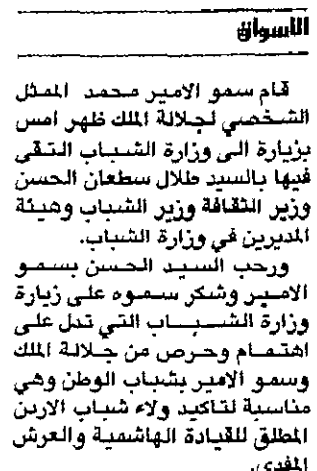 الاسواق
قام سمو الامير محمد الممثل
الشخصي لجلالة الملك ظهر امس
بزيارة الى وزارة الشباب التقى
فيها بالسيد طلال سطعان الحسن
وزير الثقافة وزير الشباب وهيئة
المديرين في وزارة الشباب.
ورحب السيد الحسن بسمو
الامير وشكر سموه على زيارة
وزارة الشباب التي تدل على
اهتمام وحرص من جلالة الملك
وسمو الامير بشباب الوطن وهي
مناسبة لتاكيد ولاء شباب الاردن
المطلق للقيادة الهاشمية والعرش
المفدى.